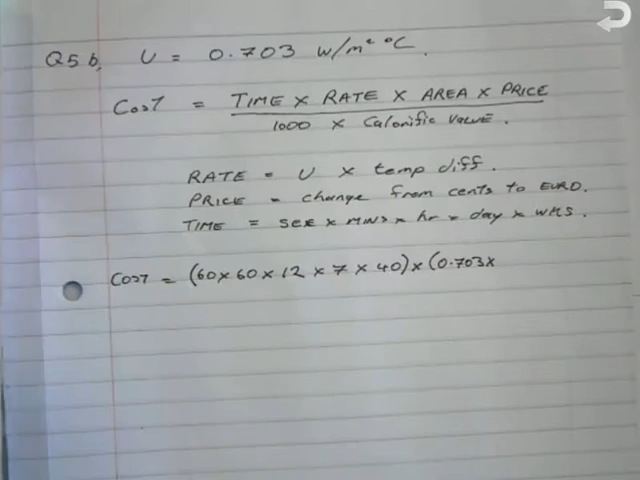 Q5b, U = 0.703 W/m² °C.
Cost = TIME × RATE × AREA × PRICE
1000 × Calorific Value.
RATE = U × temp diff.
PRICE = change from cents to EURO.
TIME = SEC × MINS × hr × day × WKS.
Cost = (60 × 60 × 12 × 7 × 40) × (0.703 ×